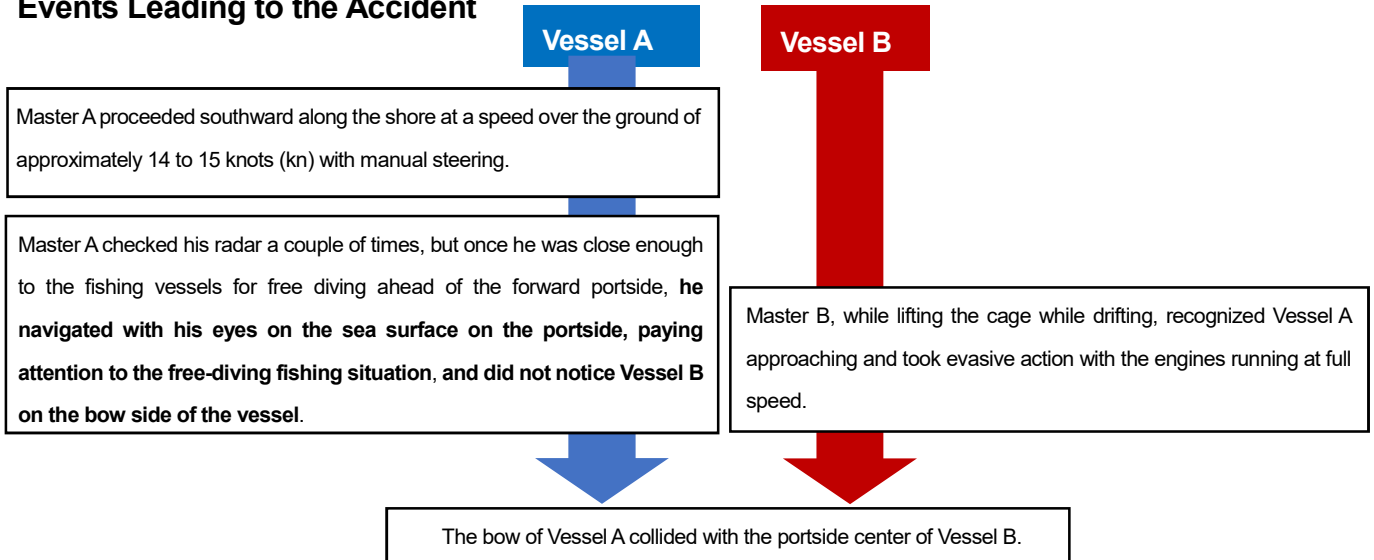 Events Leading to the Accident
Vessel A
Vessel B
Master A proceeded southward along the shore at a speed over the ground of
approximately 14 to 15 knots (kn) with manual steering.
Master A checked his radar a couple of times, but once he was close enough
to the fishing vessels for free diving ahead of the forward portside, he
navigated with his eyes on the sea surface on the portside, paying
attention to the free-diving fishing situation, and did not notice Vessel B
on the bow side of the vessel.
Master B, while lifting the cage while drifting, recognized Vessel A
approaching and took evasive action with the engines running at full
speed.
The bow of Vessel A collided with the portside center of Vessel B.